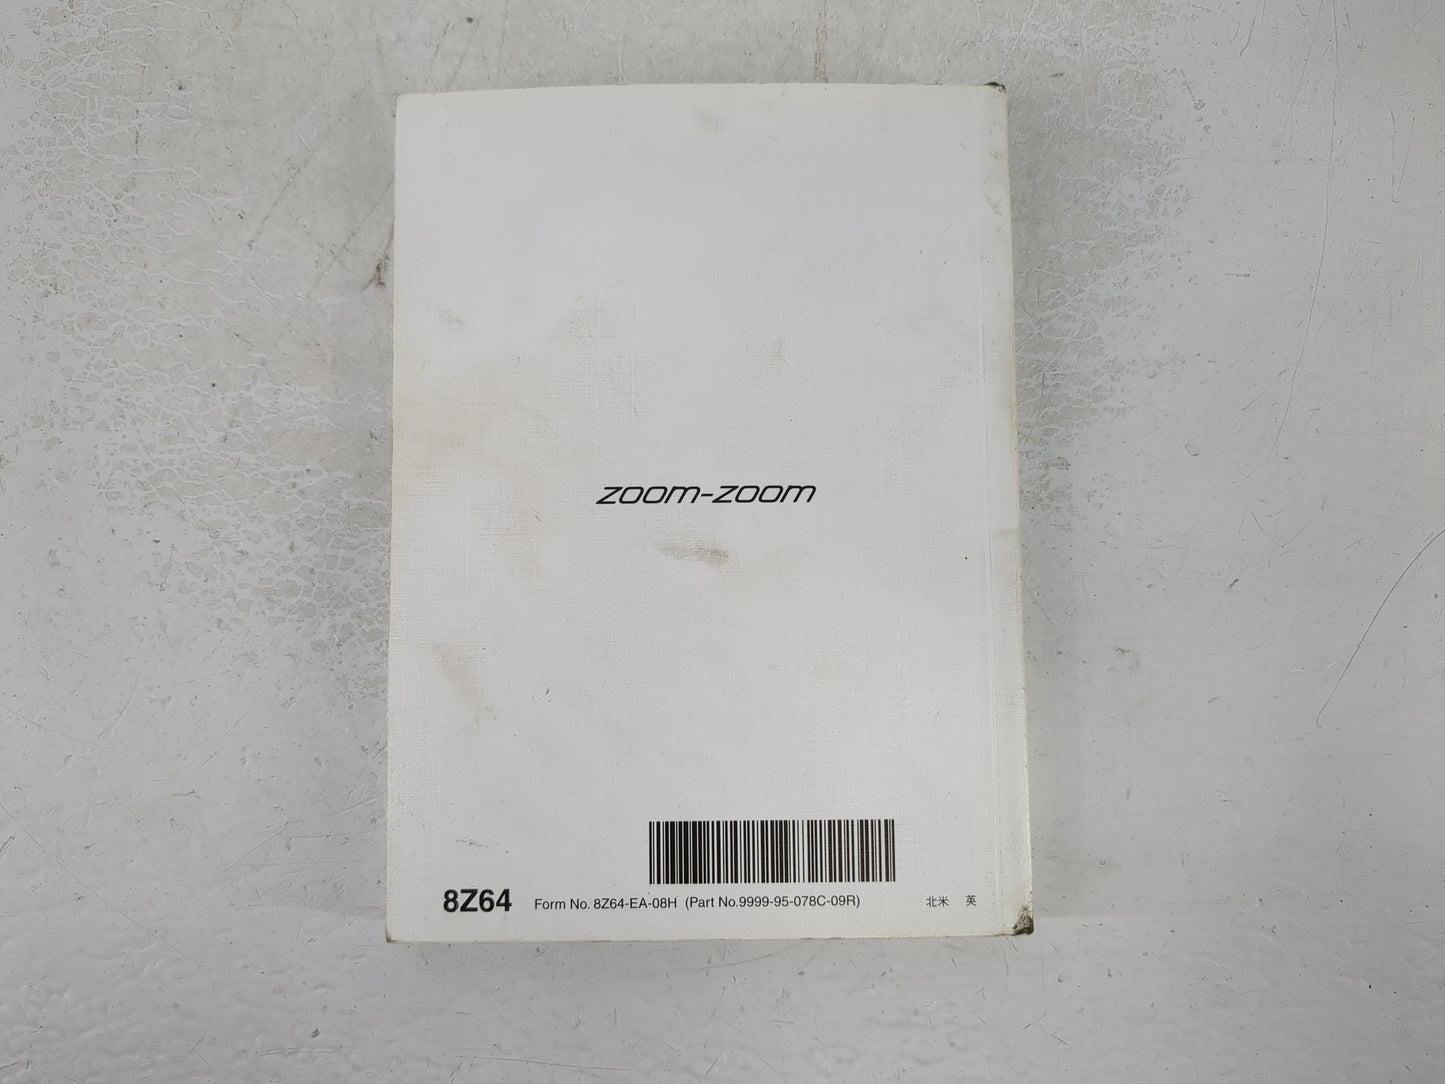 zoom-zoom
8Z64 Form No. 8Z64-EA-08H (Part No.9999-95-078C-09R) 北米 英